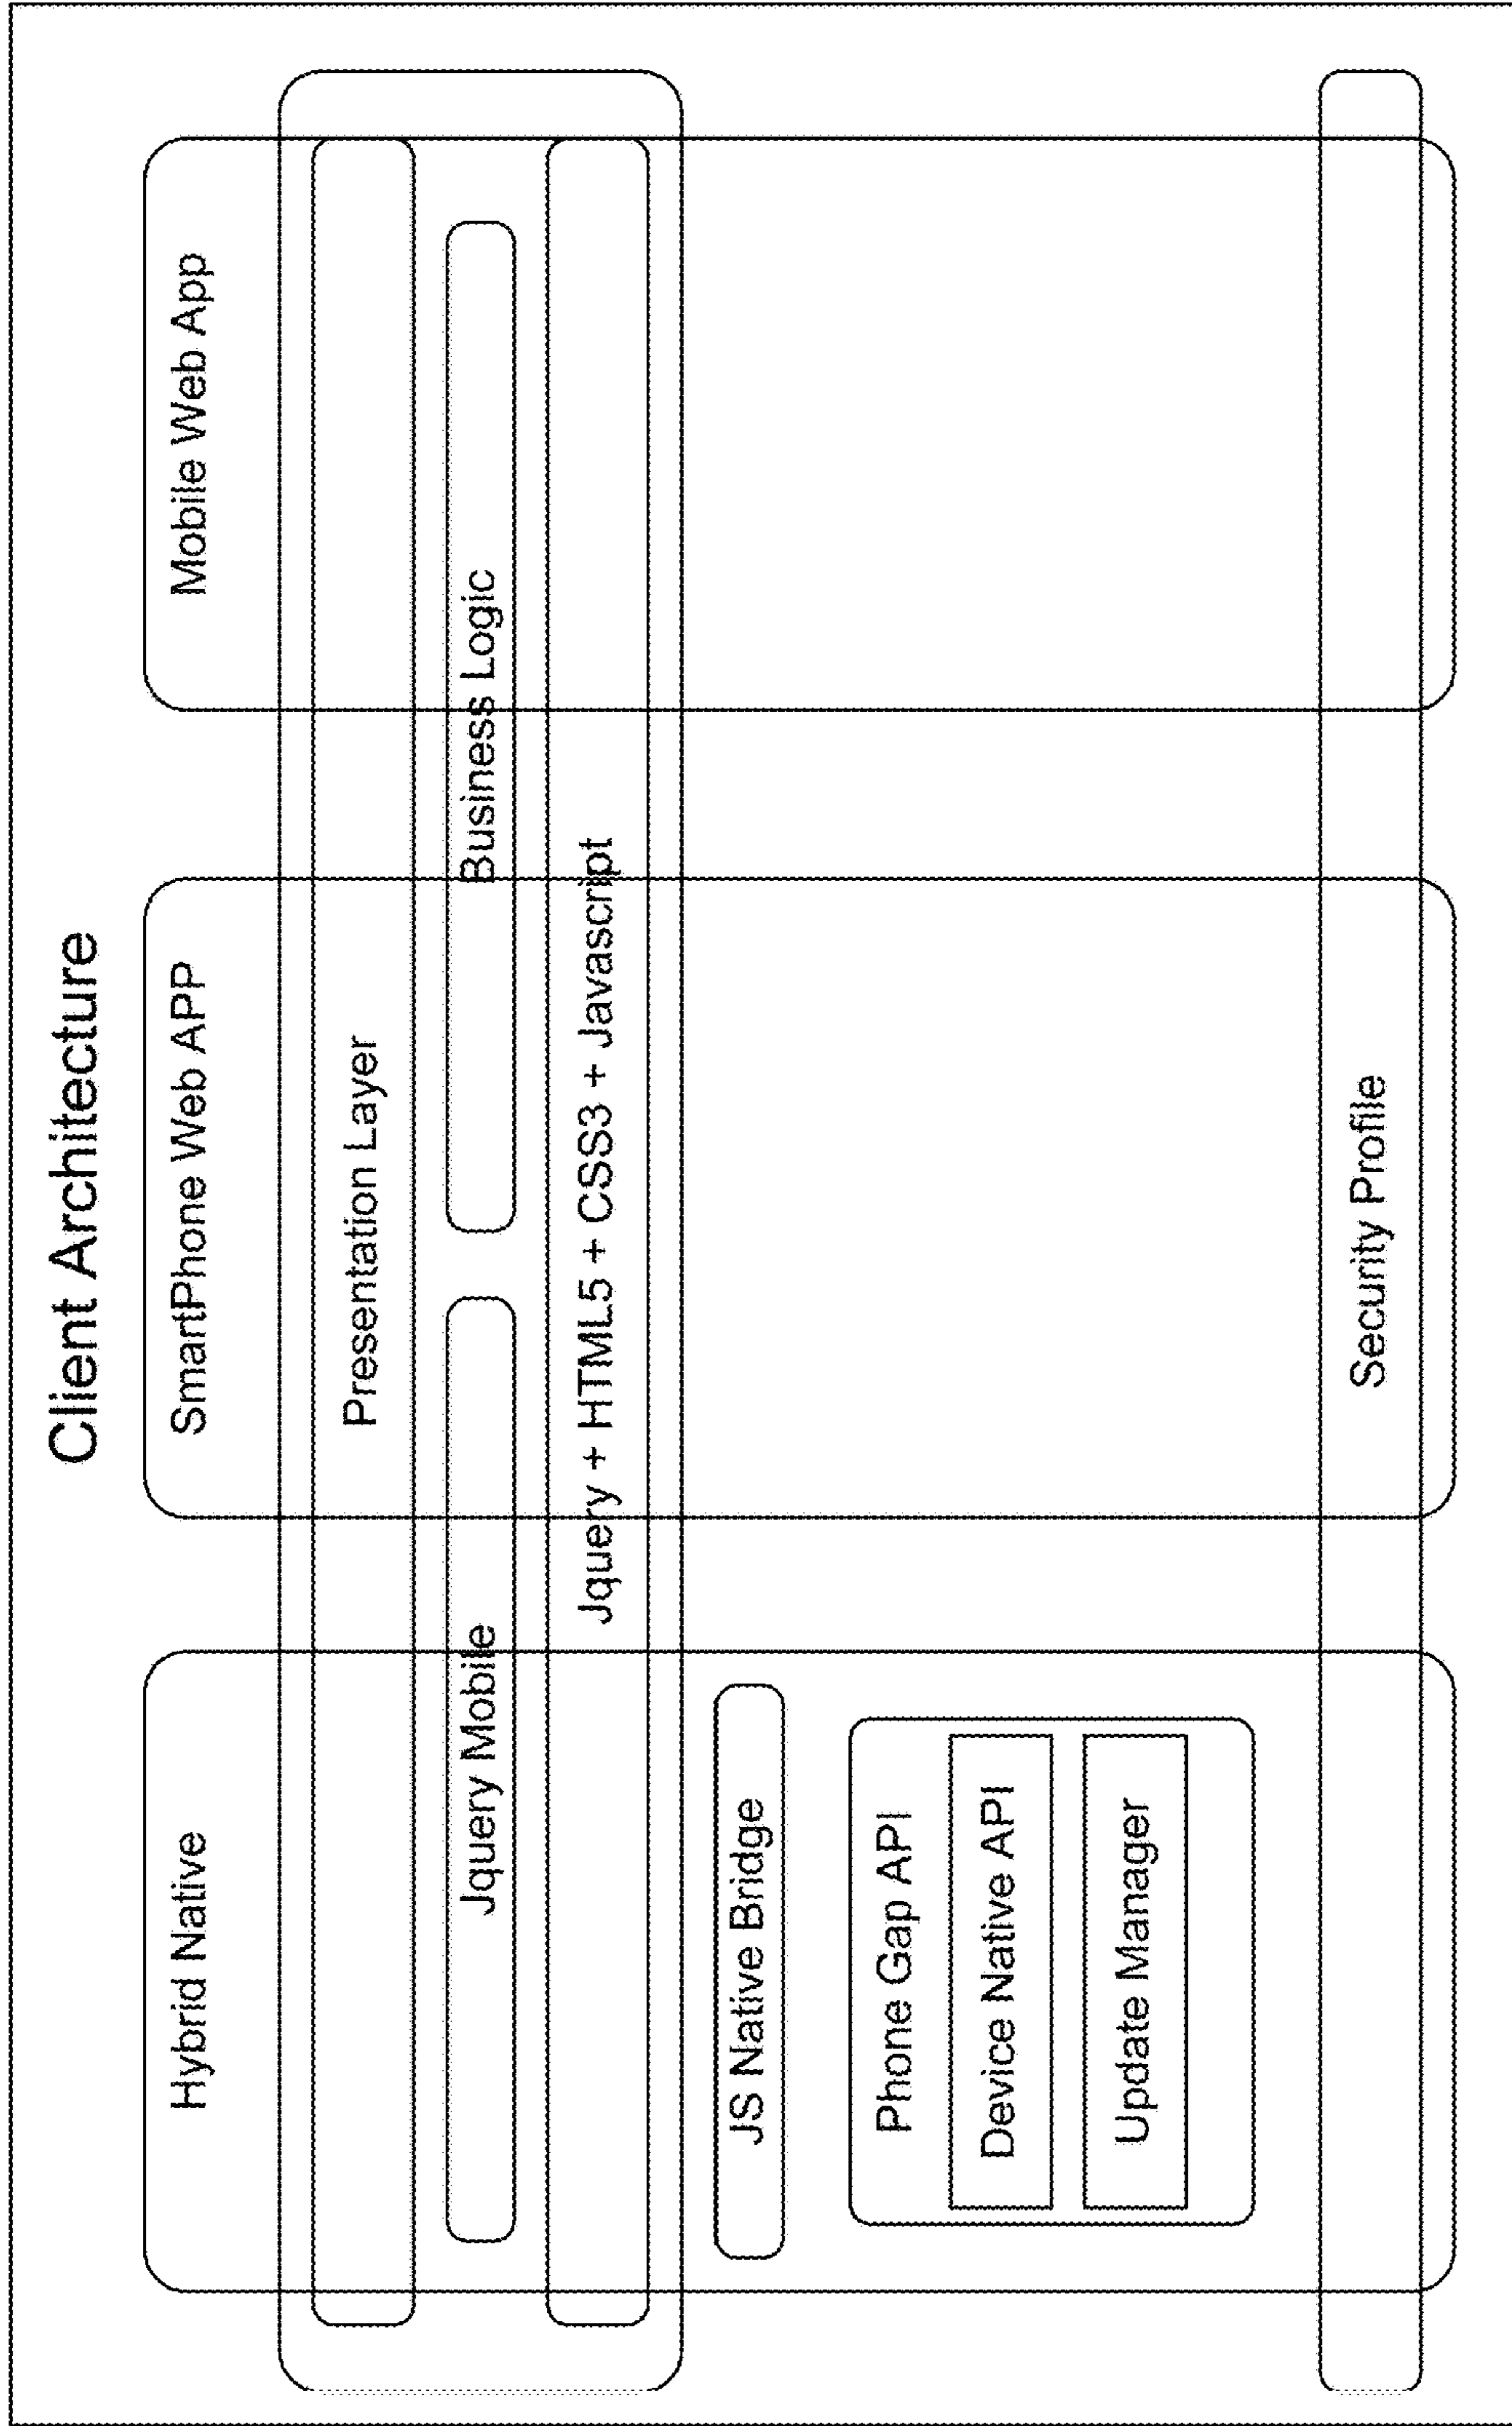 Client Architecture
Hybrid Native
SmartPhone Web APP
Mobile Web App
Presentation Layer
Jquery Mobile
Business Logic
Jquery + HTML5 + CSS3 + Javascript
JS Native Bridge
Phone Gap API
Device Native API
Update Manager
Security Profile